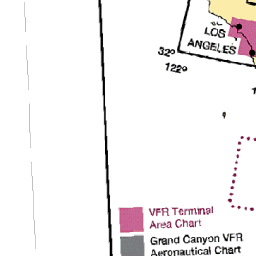 LOS
ANGELES
32°
122°
VFR Terminal
Area Chart
Grand Canyon VFR
Aeronautical Chart